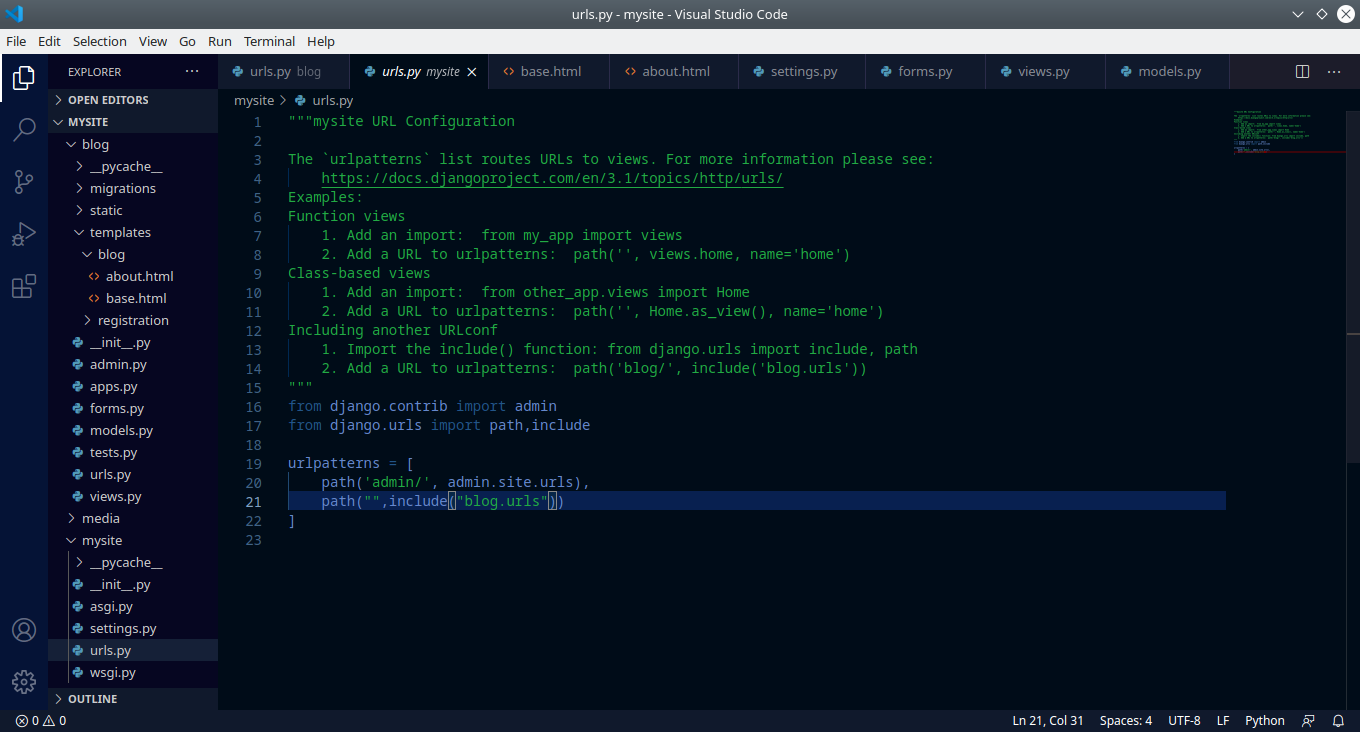 urls.py - mysite - Visual Studio Code
File Edit Selection View Go Run Terminal Help
EXPLORER
urls.py blog
urls.py mysite
base.html
about.html
settings.py
forms.py
views.py
models.py
OPEN EDITORS
MYSITE
blog
__pycache__
migrations
static
templates
blog
about.html
base.html
registration
__init__.py
admin.py
apps.py
forms.py
models.py
tests.py
urls.py
views.py
media
mysite
__pycache__
__init__.py
asgi.py
settings.py
urls.py
wsgi.py
OUTLINE
mysite > urls.py
1 """mysite URL Configuration
2
3 The `urlpatterns` list routes URLs to views. For more information please see:
4     https://docs.djangoproject.com/en/3.1/topics/http/urls/
5 Examples:
6 Function views
7     1. Add an import:  from my_app import views
8     2. Add a URL to urlpatterns:  path('', views.home, name='home')
9 Class-based views
10     1. Add an import:  from other_app.views import Home
11     2. Add a URL to urlpatterns:  path('', Home.as_view(), name='home')
12 Including another URLconf
13     1. Import the include() function: from django.urls import include, path
14     2. Add a URL to urlpatterns:  path('blog/', include('blog.urls'))
15 """
16 from django.contrib import admin
17 from django.urls import path,include
18
19 urlpatterns = [
20     path('admin/', admin.site.urls),
21     path("",include("blog.urls"))
22 ]
23
0 0
Ln 21, Col 31 Spaces: 4 UTF-8 LF Python